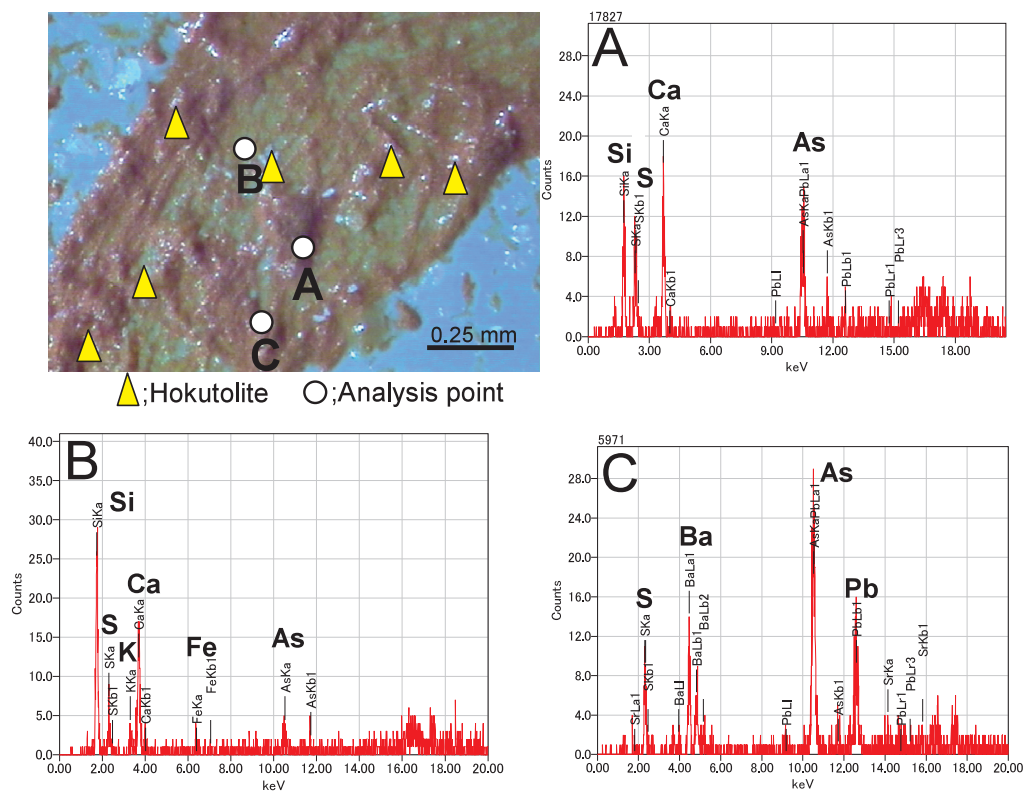 B
A
C
0.25 mm
;Hokutolite
;Analysis point
17827
A
Counts
28.0
24.0
20.0
16.0
12.0
8.0
4.0
0.0
Si
SiKa
S
SKa
SKb1
Ca
CaKa
CaKb1
As
AsKaPbLa1
AsKb1
PbLl
PbLb1
PbLr1
PbLr3
0.00 3.00 6.00 9.00 12.00 15.00 18.00
keV
B
Counts
40.0
35.0
30.0
25.0
20.0
15.0
10.0
5.0
0.0
Si
SiKa
S
SKa
SKb1
K
KKa
Ca
CaKa
CaKb1
Fe
FeKa
FeKb1
As
AsKa
AsKb1
0.00 2.00 4.00 6.00 8.00 10.00 12.00 14.00 16.00 18.00 20.00
keV
5971
C
Counts
28.0
24.0
20.0
16.0
12.0
8.0
4.0
0.0
SrLa1
S
SKa
SKb1
BaLl
Ba
BaLa1
BaLb1
BaLb2
PbLl
As
AsKaPbLa1
AsKb1
Pb
PbLb1
SrKa
PbLr1
PbLr3
SrKb1
0.00 2.00 4.00 6.00 8.00 10.00 12.00 14.00 16.00 18.00 20.00
keV